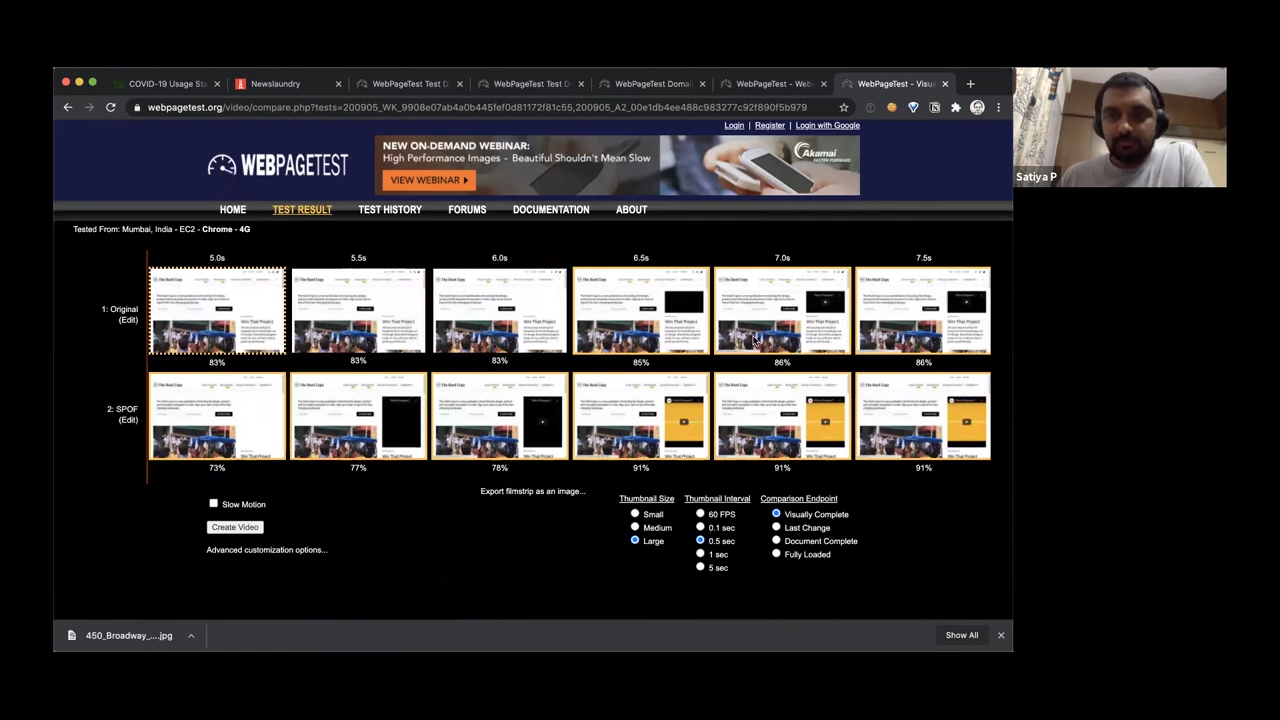 COVID-19 Usage Sta
Newslaundry
WebPageTest Test D
WebPageTest Test D
WebPageTest Domai
WebPageTest - Web
WebPageTest - Visu
webpagetest.org/video/compare.php?tests=200905_WK_9908e07ab4a0b445fef0d81172f81c55,200905_A2_00e1db4ee488c983277c92f890f5b979
Login | Register | Login with Google
WEBPAGETEST
NEW ON-DEMAND WEBINAR:
High Performance Images - Beautiful Shouldn't Mean Slow
VIEW WEBINAR
Akamai
FASTER FORWARD
HOME TEST RESULT TEST HISTORY FORUMS DOCUMENTATION ABOUT
Tested From: Mumbai, India - EC2 - Chrome - 4G
Satiya P
5.0s 5.5s 6.0s 6.5s 7.0s 7.5s
1: Original
(Edit)
83% 83% 83% 85% 86% 86%
2: SPOF
(Edit)
73% 77% 78% 91% 91% 91%
Slow Motion
Create Video
Advanced customization options...
Export filmstrip as an image...
Thumbnail Size
Small
Medium
Large
Thumbnail Interval
60 FPS
0.1 sec
0.5 sec
1 sec
5 sec
Comparison Endpoint
Visually Complete
Last Change
Document Complete
Fully Loaded
450_Broadway_....jpg
Show All